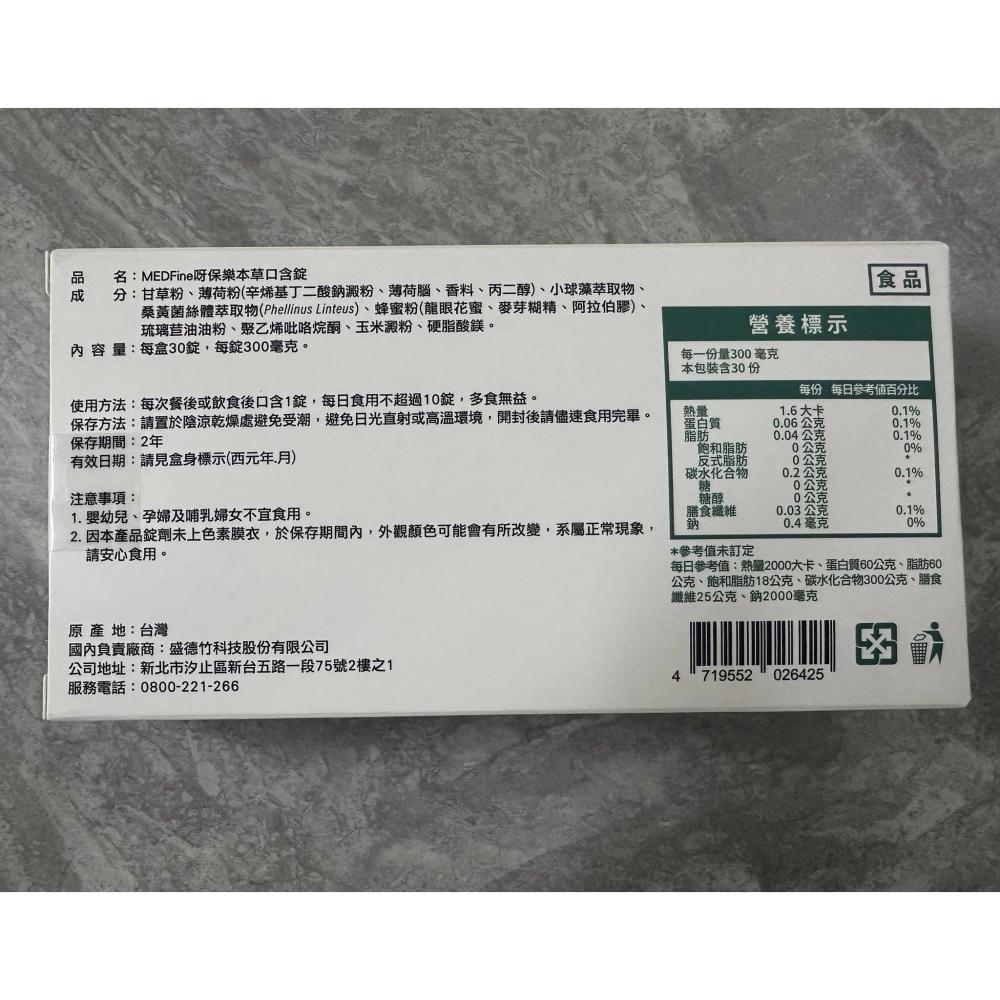 品名：MEDFine呀保樂本草口含錠
成分：甘草粉、薄荷粉(辛烯基丁二酸鈉澱粉、薄荷腦、香料、丙二醇)、小球藻萃取物、
桑黃菌絲體萃取物(Phellinus Linteus)、蜂蜜粉(龍眼花蜜、麥芽糊精、阿拉伯膠)、
琉璃苣油油粉、聚乙烯吡咯烷酮、玉米澱粉、硬脂酸鎂。
內容量：每盒30錠，每錠300毫克。
使用方法：每次餐後或飲食後口含1錠，每日食用不超過10錠，多食無益。
保存方法：請置於陰涼乾燥處避免受潮，避免日光直射或高溫環境，開封後請儘速食用完畢。
保存期間：2年
有效日期：請見盒身標示(西元年.月)
注意事項：
1. 嬰幼兒、孕婦及哺乳婦女不宜食用。
2. 因本產品錠劑未上色素膜衣，於保存期間內，外觀顏色可能會有所改變，系屬正常現象，
請安心食用。
原產地：台灣
國內負責廠商：盛德竹科技股份有限公司
公司地址：新北市汐止區新台五路一段75號2樓之1
服務電話：0800-221-266
食品
營養標示
每一份量300 毫克
本包裝含30 份
每份 每日參考值百分比
熱量 1.6 大卡 0.1%
蛋白質 0.06 公克 0.1%
脂肪 0.04 公克 0.1%
飽和脂肪 0 公克 0%
反式脂肪 0 公克 *
碳水化合物 0.2 公克 0.1%
糖 0 公克 *
糖醇 0 公克 *
膳食纖維 0.03 公克 0.1%
鈉 0.4 毫克 0%
*參考值未訂定
每日參考值：熱量2000大卡、蛋白質60公克、脂肪60
公克、飽和脂肪18公克、碳水化合物300公克、膳食
纖維25公克、鈉2000毫克
4 719552 026425